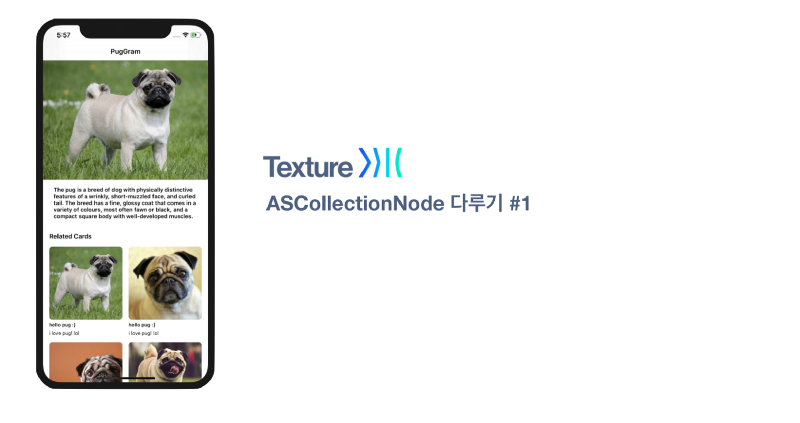 5:57
PugGram
The pug is a breed of dog with physically distinctive
features of a wrinkly, short-muzzled face, and curled
tail. The breed has a fine, glossy coat that comes in a
variety of colours, most often fawn or black, and a
compact square body with well-developed muscles.
Related Cards
hello pug :]
i love pug! lol
hello pug :]
i love pug! lol
Texture
ASCollectionNode 다루기 #1